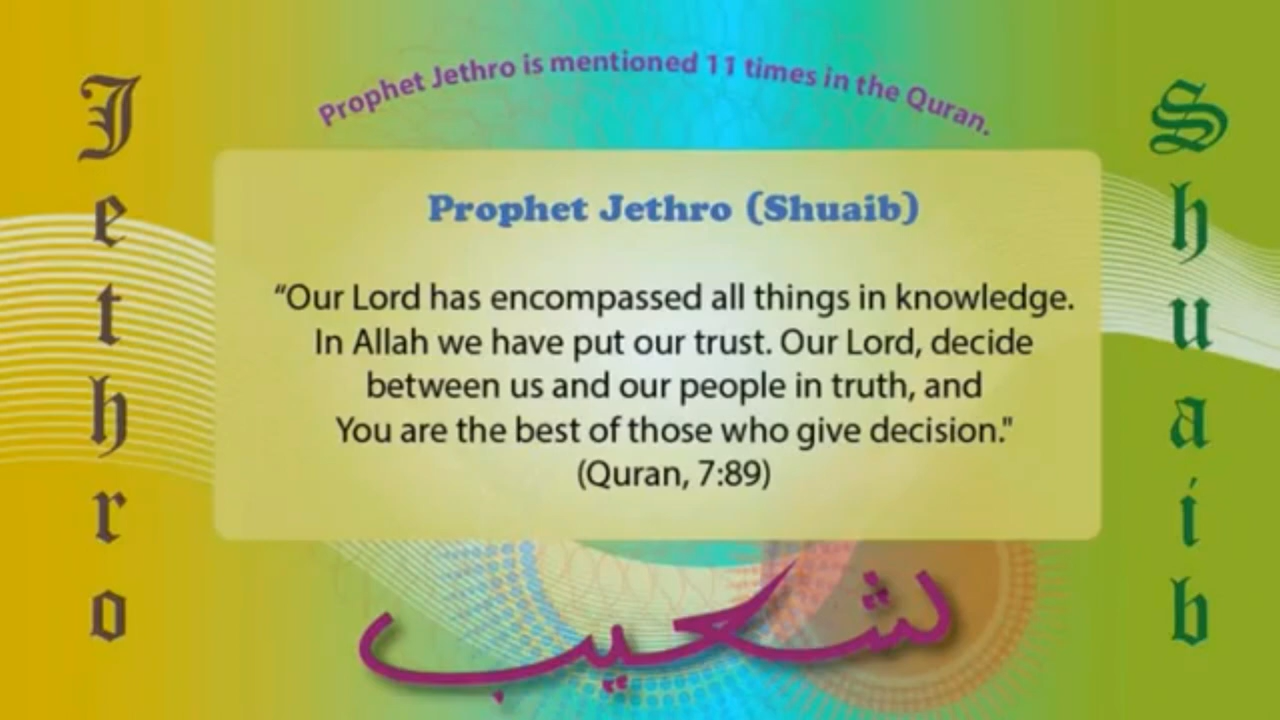 Prophet Jethro is mentioned 11 times in the Quran.
Jethro
Shuaib
Prophet Jethro (Shuaib)
“Our Lord has encompassed all things in knowledge.
In Allah we have put our trust. Our Lord, decide
between us and our people in truth, and
You are the best of those who give decision."
(Quran, 7:89)
شعيب